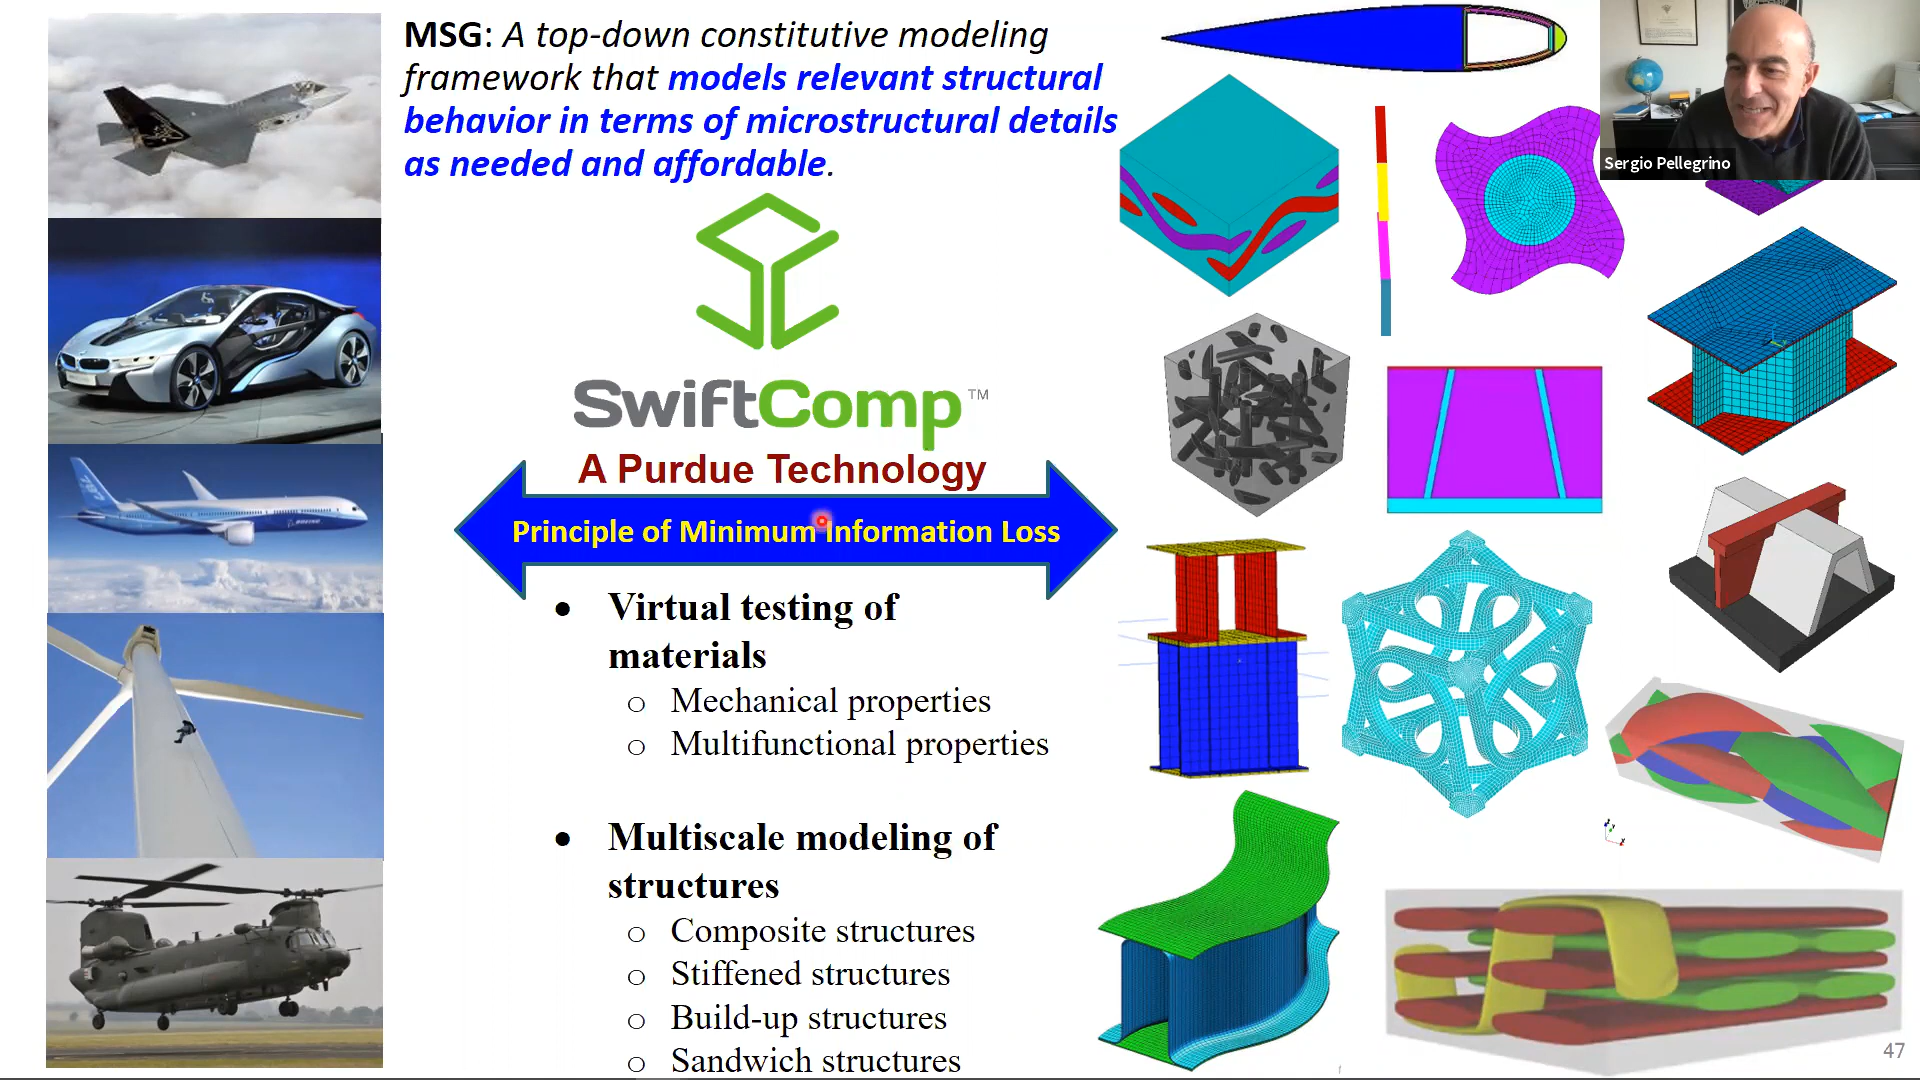 MSG: A top-down constitutive modeling
framework that models relevant structural
behavior in terms of microstructural details
as needed and affordable.
SwiftComp™
A Purdue Technology
Principle of Minimum Information Loss
• Virtual testing of
materials
o Mechanical properties
o Multifunctional properties
• Multiscale modeling of
structures
o Composite structures
o Stiffened structures
o Build-up structures
o Sandwich structures
Sergio Pellegrino
BOEING
47